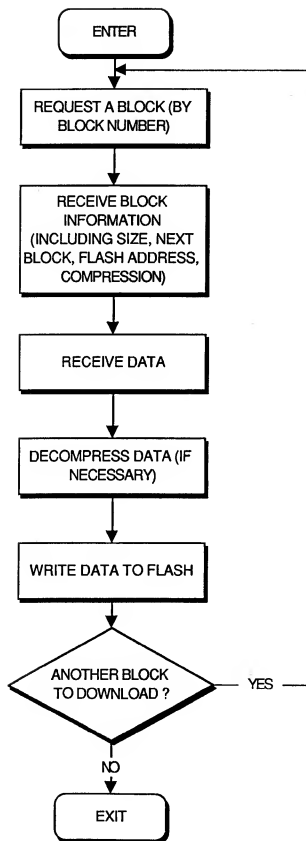 ENTER
REQUEST A BLOCK (BY
BLOCK NUMBER)
RECEIVE BLOCK
INFORMATION
(INCLUDING SIZE, NEXT
BLOCK, FLASH ADDRESS,
COMPRESSION)
RECEIVE DATA
DECOMPRESS DATA (IF
NECESSARY)
WRITE DATA TO FLASH
ANOTHER BLOCK
TO DOWNLOAD ?
YES
NO
EXIT